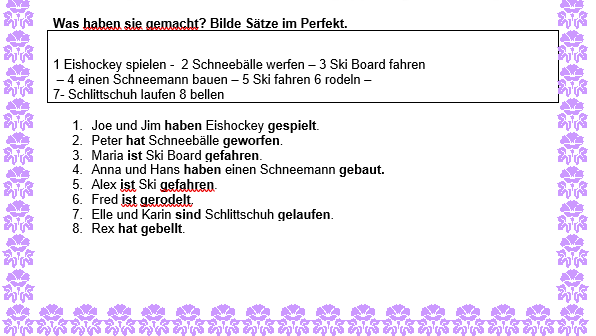 Was haben sie gemacht? Bilde Sätze im Perfekt.
1 Eishockey spielen - 2 Schneebälle werfen – 3 Ski Board fahren
– 4 einen Schneemann bauen – 5 Ski fahren 6 rodeln –
7- Schlittschuh laufen 8 bellen
1. Joe und Jim haben Eishockey gespielt.
2. Peter hat Schneebälle geworfen.
3. Maria ist Ski Board gefahren.
4. Anna und Hans haben einen Schneemann gebaut.
5. Alex ist Ski gefahren.
6. Fred ist gerodelt.
7. Elle und Karin sind Schlittschuh gelaufen.
8. Rex hat gebellt.